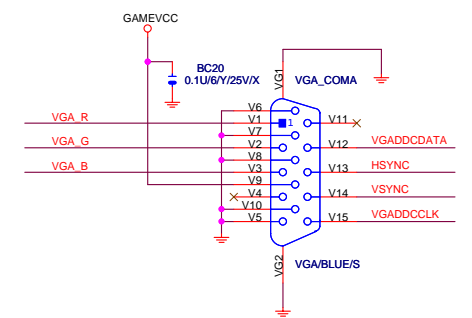 GAMEVCC
BC20
0.1U/6/Y/25V/X
VG1
VGA_COMA
V6
VGA_R
V1
1
V11
V7
VGA_G
V2
V12
VGADDCDATA
V8
VGA_B
V3
V13
HSYNC
V9
V4
V14
VSYNC
V10
V5
V15
VGADDCCLK
VG2
VGA/BLUE/S